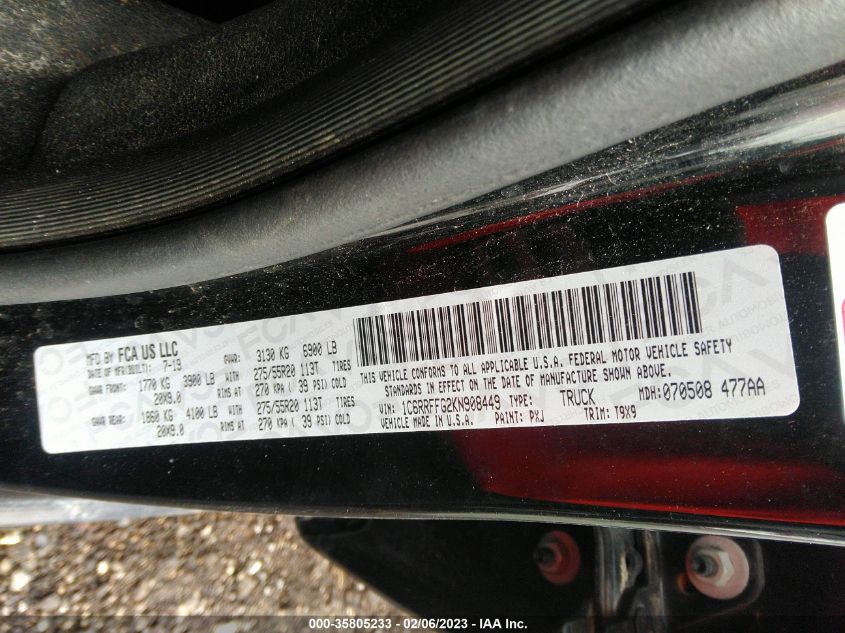 MFD BY FCA US LLC
DATE OF MFR(BUILT): 7-19 GVWR: 3130 KG 6900 LB
GAWR FRONT: 1770 KG 3900 LB WITH 275/55R20 113T TIRES
20X9.0 RIMS AT 270 KPA ( 39 PSI) COLD
GAWR REAR: 1860 KG 4100 LB WITH 275/55R20 113T TIRES
20X9.0 RIMS AT 270 KPA ( 39 PSI) COLD
THIS VEHICLE CONFORMS TO ALL APPLICABLE U.S.A. FEDERAL MOTOR VEHICLE SAFETY
STANDARDS IN EFFECT ON THE DATE OF MANUFACTURE SHOWN ABOVE.
VIN: 1C6RRFFG2KN908449 TYPE: TRUCK MDH:070508 477AA
VEHICLE MADE IN U.S.A. PAINT: PXJ TRIM: T9X9
000-35805233 - 02/06/2023 - IAA Inc.